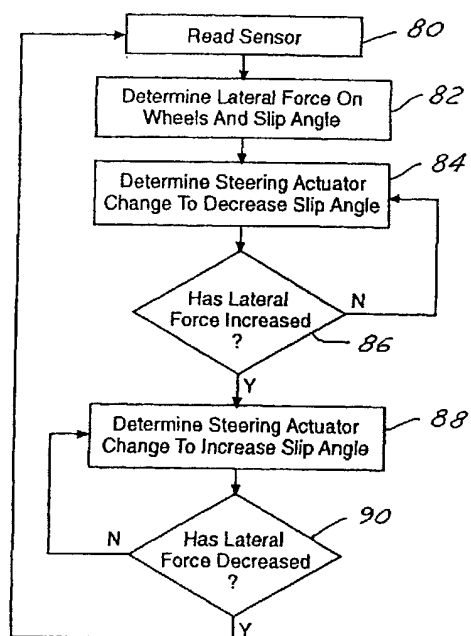 Read Sensor
80
Determine Lateral Force On
Wheels And Slip Angle
82
Determine Steering Actuator
Change To Decrease Slip Angle
84
Has Lateral
Force Increased
?
N
86
Y
Determine Steering Actuator
Change To Increase Slip Angle
88
Has Lateral
Force Decreased
?
N
90
Y